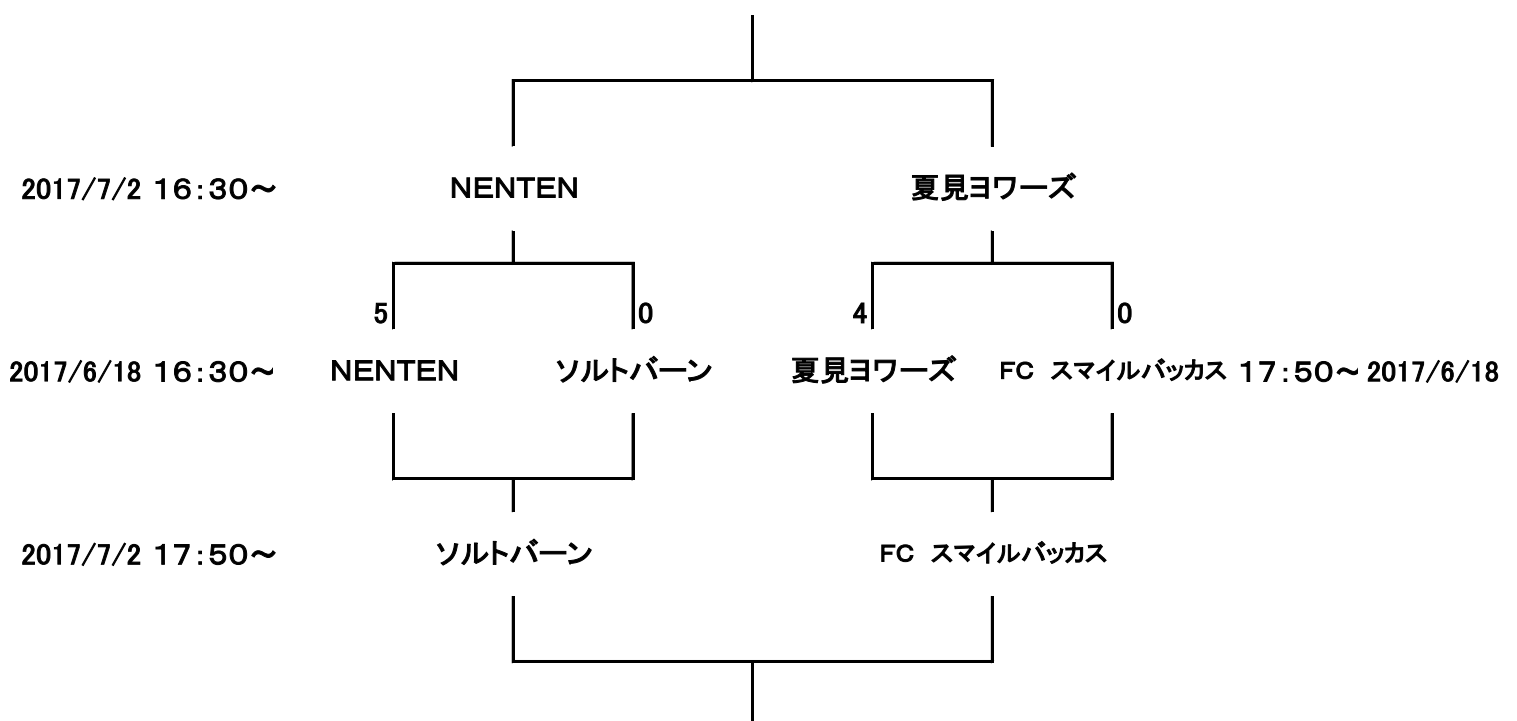 2017/7/2 16:30～ NENTEN 夏見ヨワーズ
5 0 4 0
2017/6/18 16:30～ NENTEN ソルトバーン 夏見ヨワーズ FC　スマイルバッカス 17:50～ 2017/6/18
2017/7/2 17:50～ ソルトバーン FC　スマイルバッカス